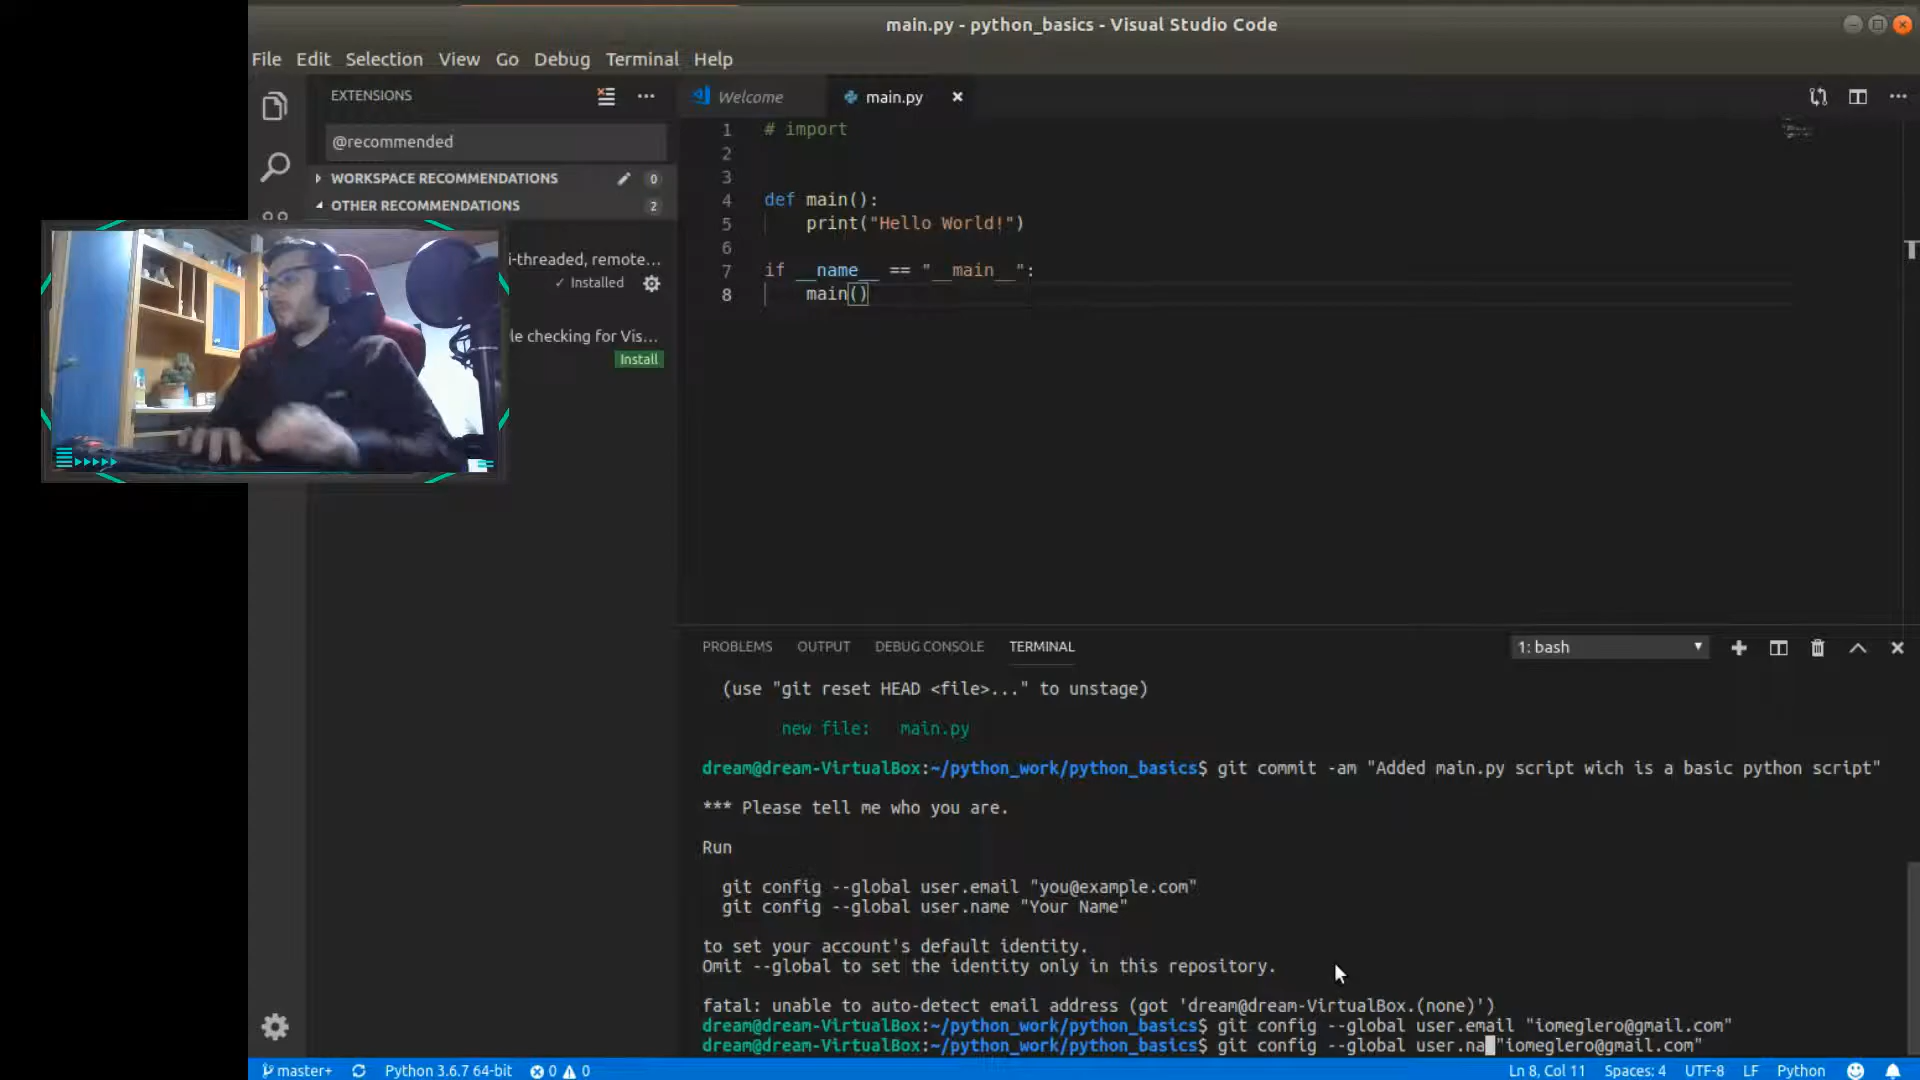 main.py - python_basics - Visual Studio Code
File Edit Selection View Go Debug Terminal Help
EXTENSIONS
Welcome
main.py
@recommended
WORKSPACE RECOMMENDATIONS 0
OTHER RECOMMENDATIONS 2
i-threaded, remote...
✓ Installed
le checking for Vis...
Install
1 # import
2
3
4 def main():
5 print("Hello World!")
6
7 if __name__ == "__main__":
8 main()
PROBLEMS OUTPUT DEBUG CONSOLE TERMINAL
1: bash
(use "git reset HEAD <file>..." to unstage)
new file: main.py
dream@dream-VirtualBox:~/python_work/python_basics$ git commit -am "Added main.py script wich is a basic python script"
*** Please tell me who you are.
Run
git config --global user.email "you@example.com"
git config --global user.name "Your Name"
to set your account's default identity.
Omit --global to set the identity only in this repository.
fatal: unable to auto-detect email address (got 'dream@dream-VirtualBox.(none)')
dream@dream-VirtualBox:~/python_work/python_basics$ git config --global user.email "iomeglero@gmail.com"
dream@dream-VirtualBox:~/python_work/python_basics$ git config --global user.na "iomeglero@gmail.com"
master+ Python 3.6.7 64-bit 0 0 Ln 8, Col 11 Spaces: 4 UTF-8 LF Python